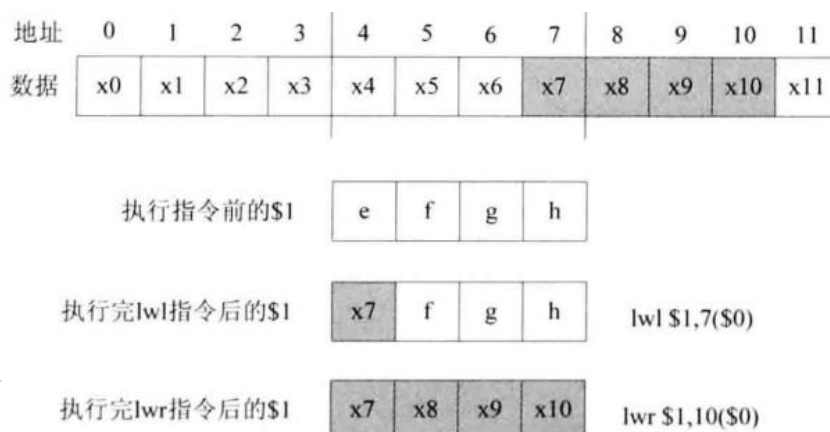 地址 0 1 2 3 4 5 6 7 8 9 10 11
数据 x0 x1 x2 x3 x4 x5 x6 x7 x8 x9 x10 x11
执行指令前的$1 e f g h
执行完lwl指令后的$1 x7 f g h lwl $1,7($0)
执行完lwr指令后的$1 x7 x8 x9 x10 lwr $1,10($0)